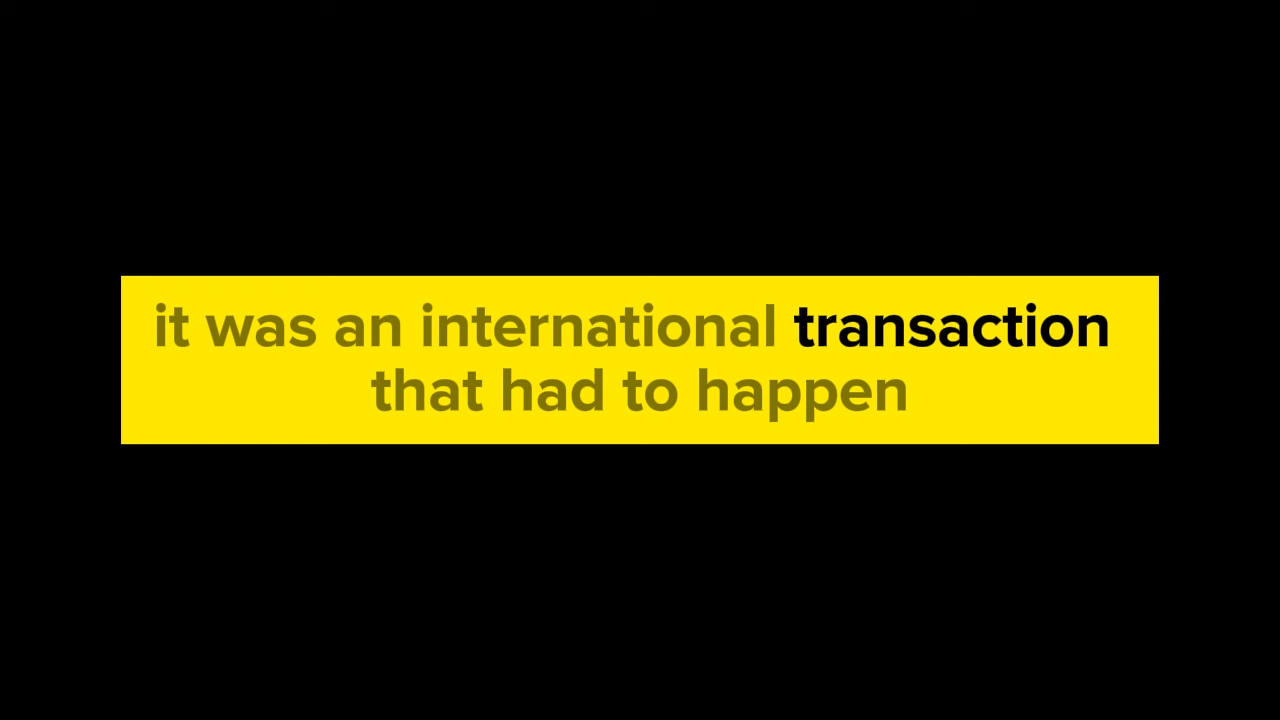 it was an international transaction
that had to happen